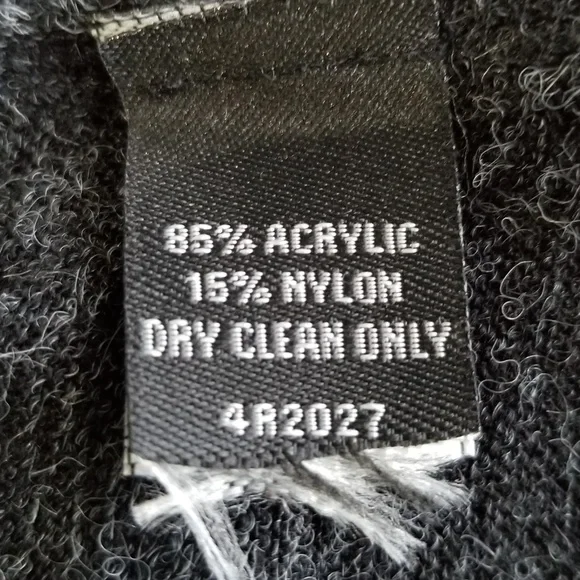 85% ACRYLIC
15% NYLON
DRY CLEAN ONLY
4R2027